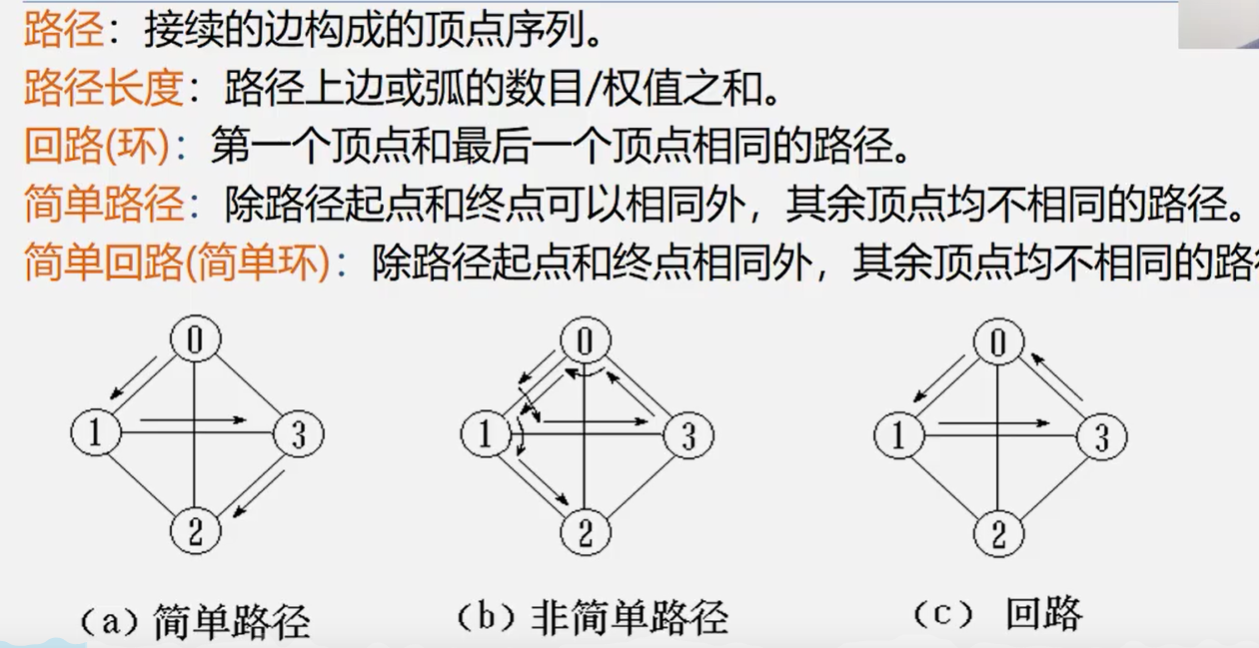 路径：接续的边构成的顶点序列。
路径长度：路径上边或弧的数目/权值之和。
回路(环)：第一个顶点和最后一个顶点相同的路径。
简单路径：除路径起点和终点可以相同外，其余顶点均不相同的路径。
简单回路(简单环)：除路径起点和终点相同外，其余顶点均不相同的路
0 0 0
1 3 1 3 1 3
2 2 2
(a) 简单路径 (b) 非简单路径 (c) 回路